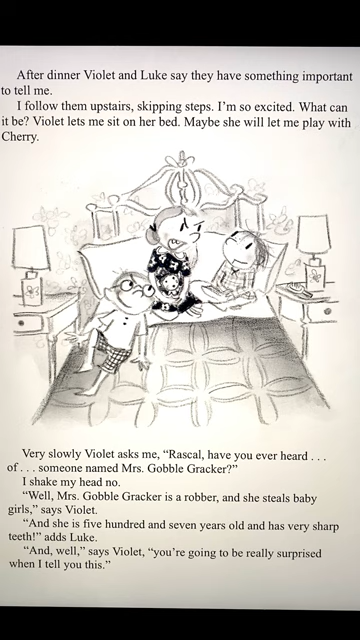 After dinner Violet and Luke say they have something important
to tell me.
I follow them upstairs, skipping steps. I’m so excited. What can
it be? Violet lets me sit on her bed. Maybe she will let me play with
Cherry.
Very slowly Violet asks me, “Rascal, have you ever heard . . .
of . . . someone named Mrs. Gobble Gracker?”
I shake my head no.
“Well, Mrs. Gobble Gracker is a robber, and she steals baby
girls,” says Violet.
“And she is five hundred and seven years old and has very sharp
teeth!” adds Luke.
“And, well,” says Violet, “you’re going to be really surprised
when I tell you this.”